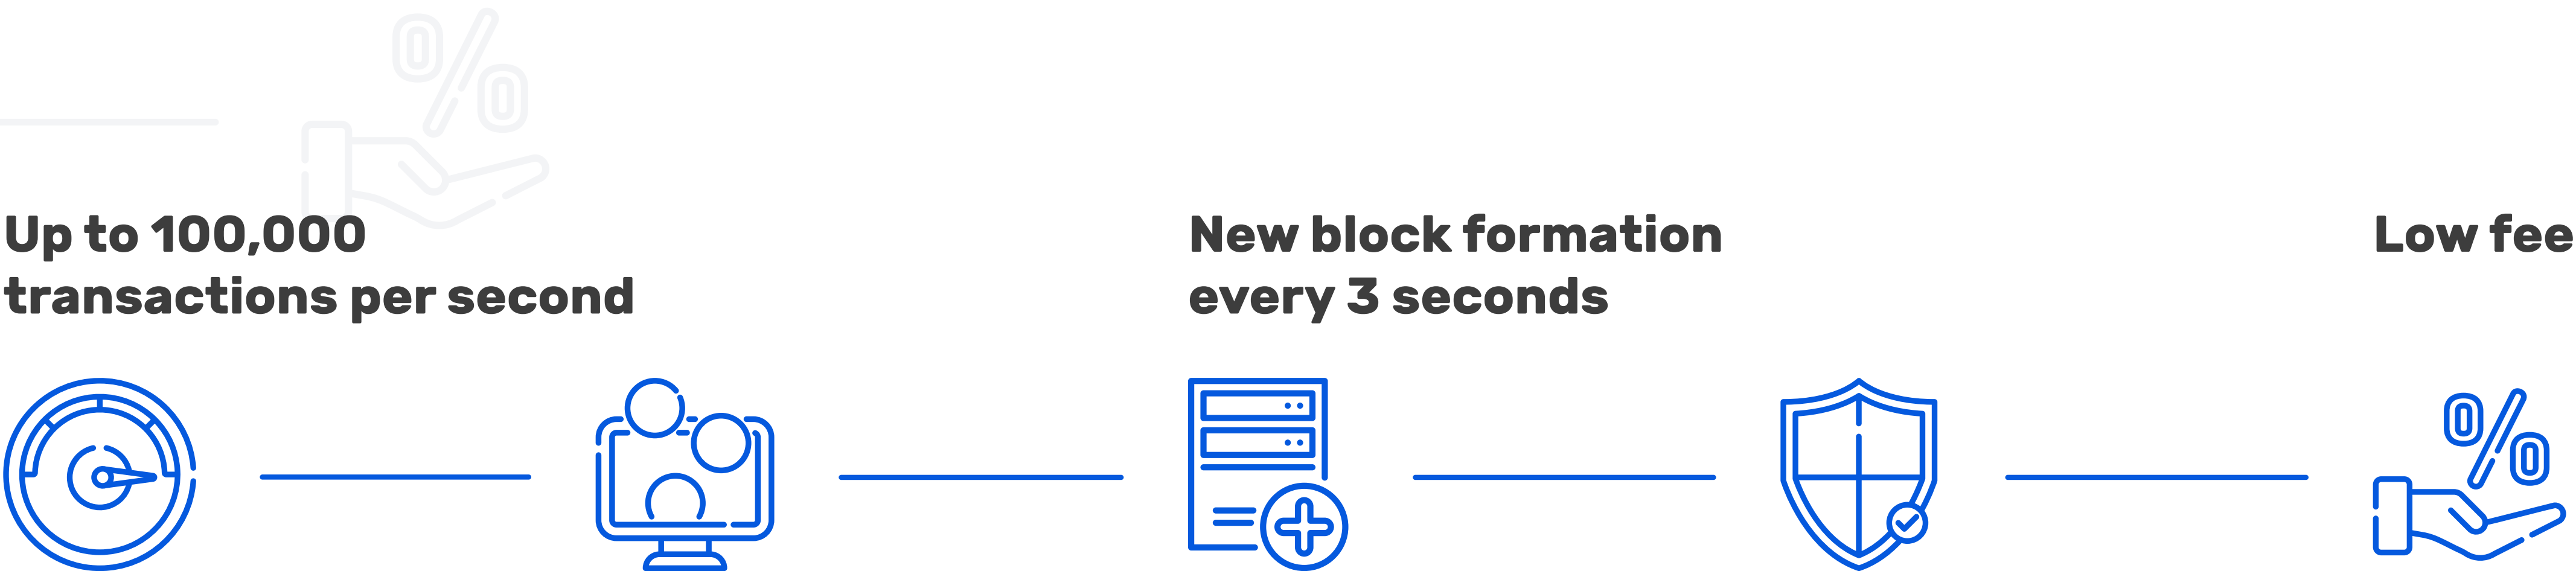 Up to 100,000
transactions per second
New block formation
every 3 seconds
Low fee